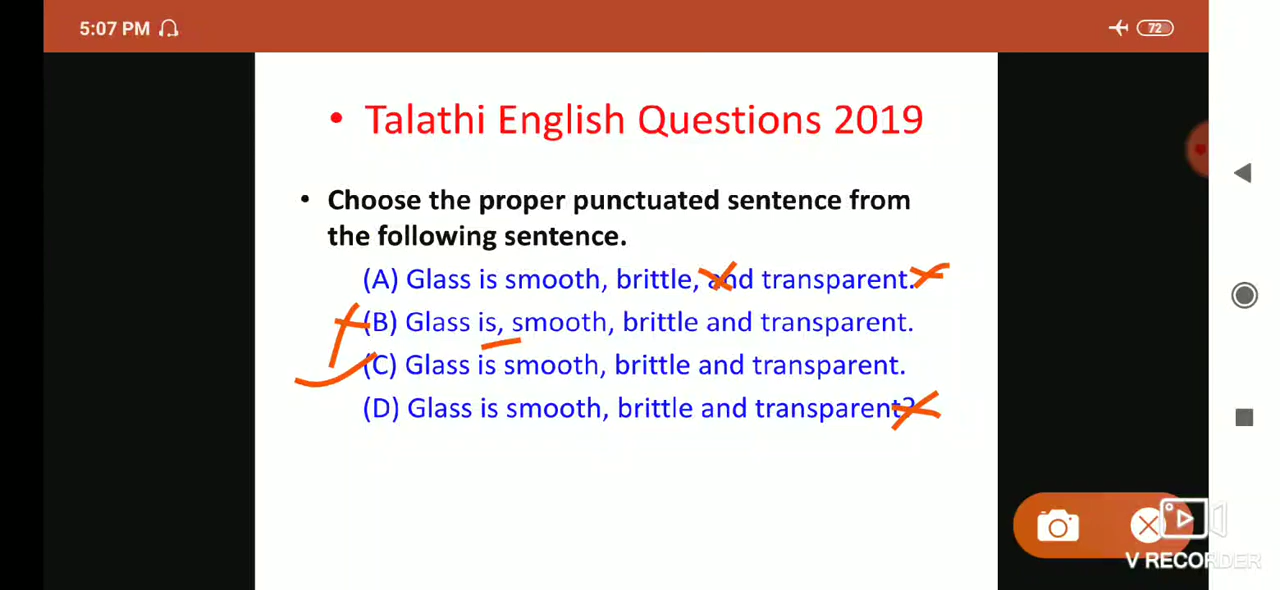 5:07 PM
72
• Talathi English Questions 2019
• Choose the proper punctuated sentence from
the following sentence.
(A) Glass is smooth, brittle, and transparent.
(B) Glass is, smooth, brittle and transparent.
(C) Glass is smooth, brittle and transparent.
(D) Glass is smooth, brittle and transparent?
V RECORDER